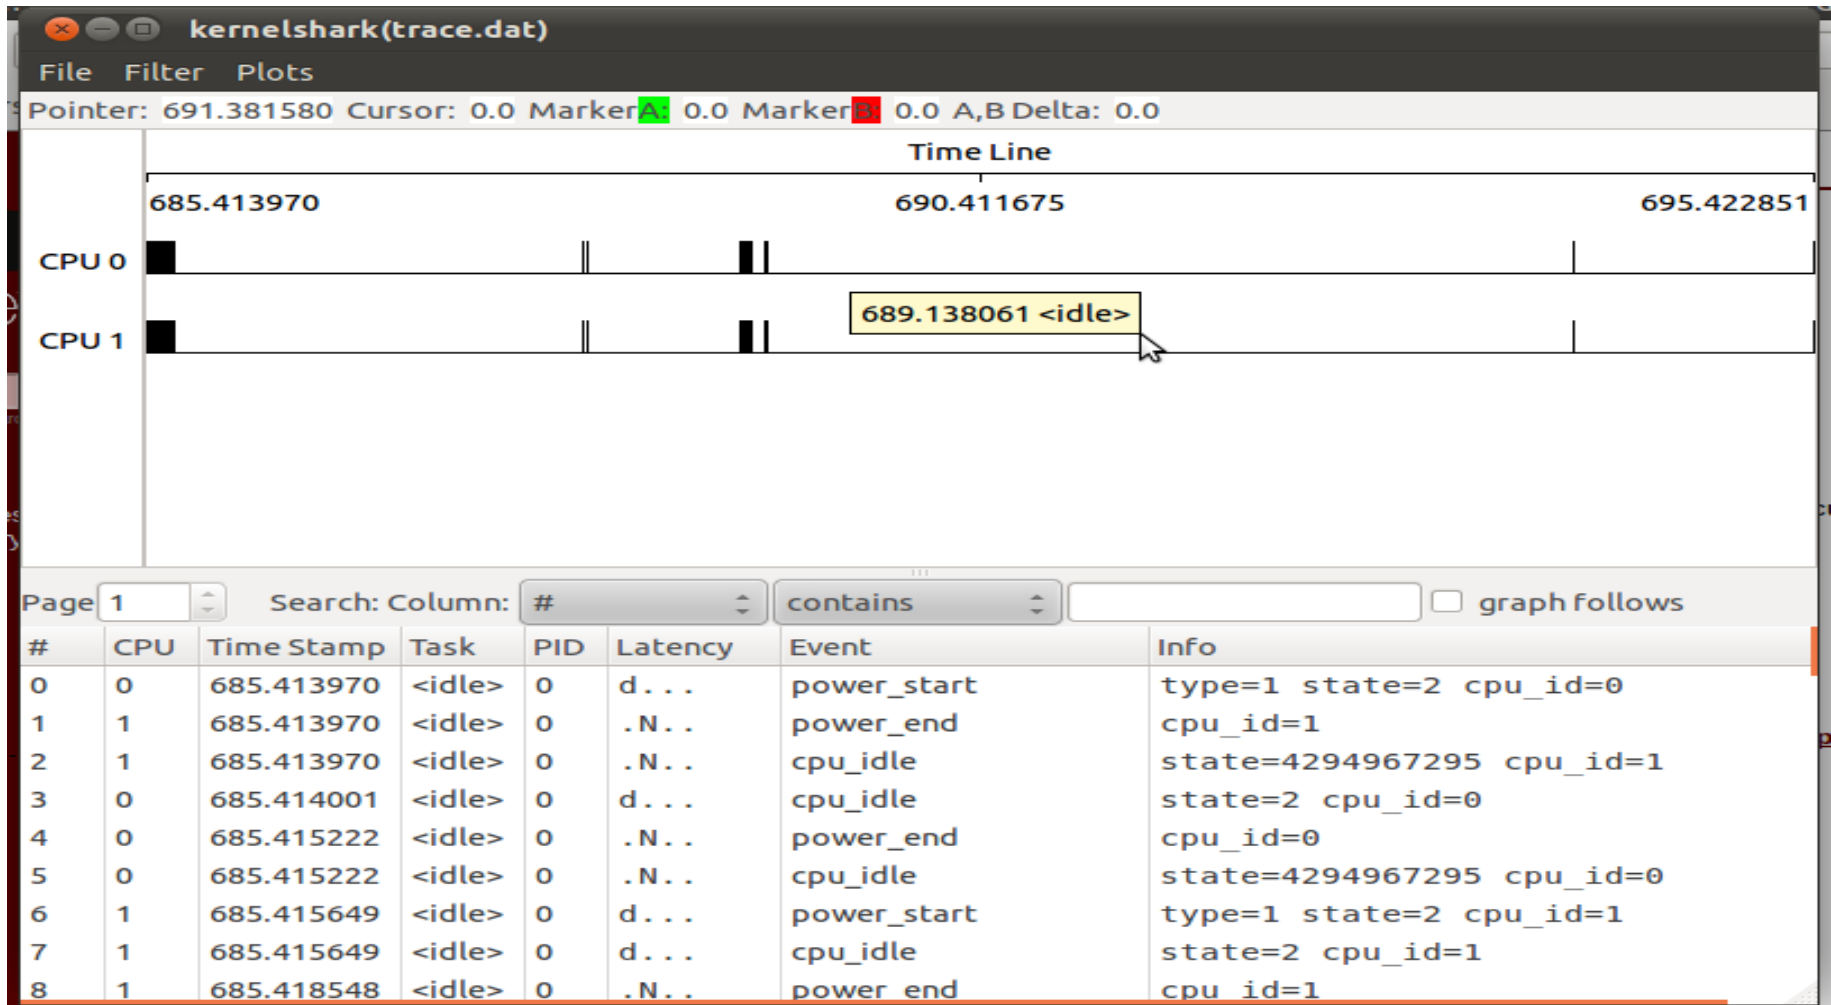 kernelshark(trace.dat)
File Filter Plots
Pointer: 691.381580 Cursor: 0.0 MarkerA: 0.0 MarkerB: 0.0 A,B Delta: 0.0
Time Line
685.413970 690.411675 695.422851
CPU 0
689.138061 <idle>
CPU 1
Page 1 Search: Column: # contains graph follows
# CPU Time Stamp Task PID Latency Event Info
0 0 685.413970 <idle> 0 d... power_start type=1 state=2 cpu_id=0
1 1 685.413970 <idle> 0 .N.. power_end cpu_id=1
2 1 685.413970 <idle> 0 .N.. cpu_idle state=4294967295 cpu_id=1
3 0 685.414001 <idle> 0 d... cpu_idle state=2 cpu_id=0
4 0 685.415222 <idle> 0 .N.. power_end cpu_id=0
5 0 685.415222 <idle> 0 .N.. cpu_idle state=4294967295 cpu_id=0
6 1 685.415649 <idle> 0 d... power_start type=1 state=2 cpu_id=1
7 1 685.415649 <idle> 0 d... cpu_idle state=2 cpu_id=1
8 1 685.418548 <idle> 0 .N.. power_end cpu_id=1